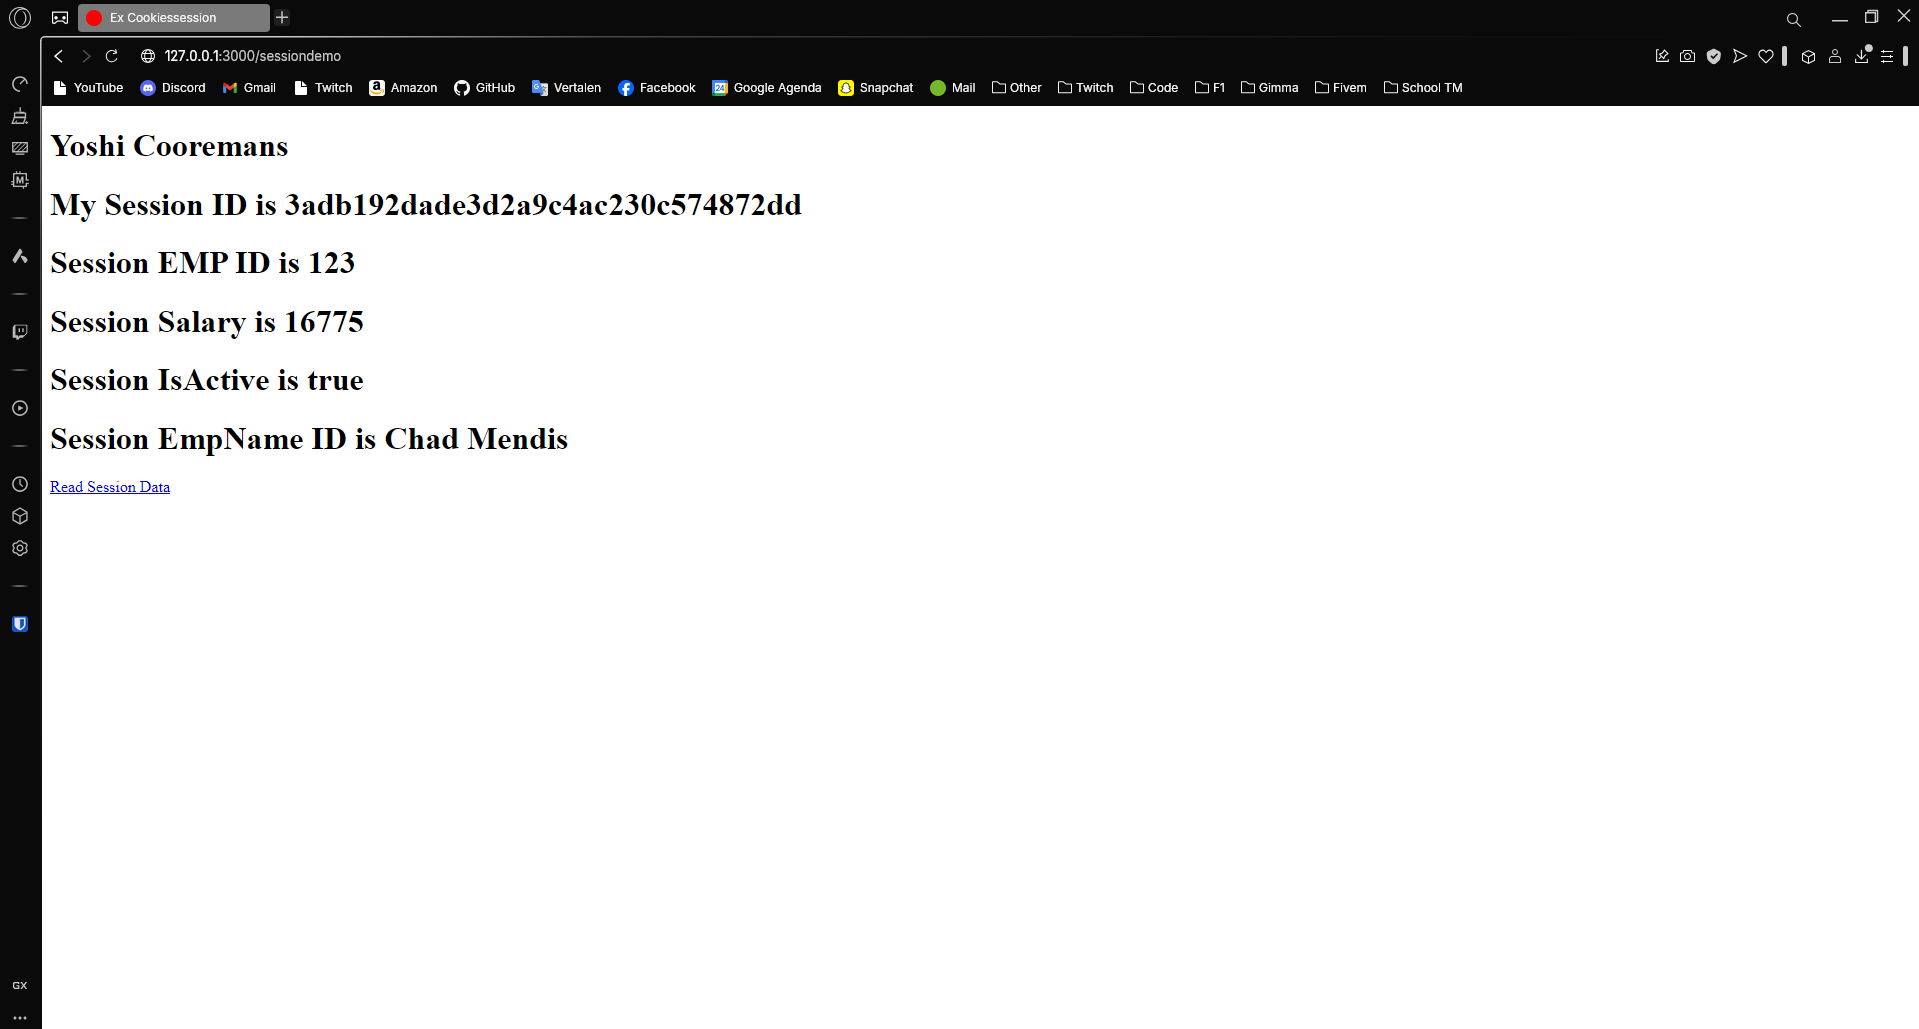 Ex Cookiessession
127.0.0.1:3000/sessiondemo
YouTube Discord Gmail Twitch Amazon GitHub Vertalen Facebook 24 Google Agenda Snapchat Mail Other Twitch Code F1 Gimma Fivem School TM
Yoshi Cooremans
My Session ID is 3adb192dade3d2a9c4ac230c574872dd
Session EMP ID is 123
Session Salary is 16775
Session IsActive is true
Session EmpName ID is Chad Mendis
Read Session Data
GX